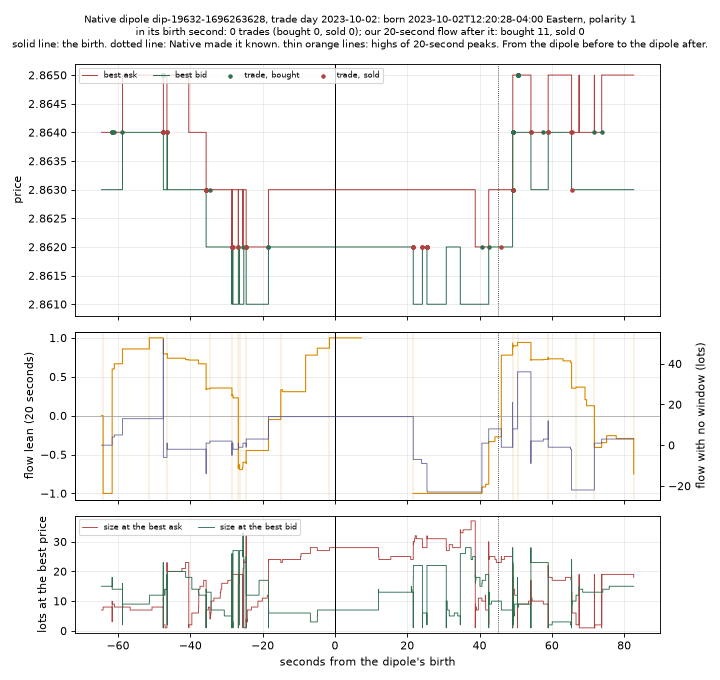 Native dipole dip-19632-1696263628, trade day 2023-10-02: born 2023-10-02T12:20:28-04:00 Eastern, polarity 1
in its birth second: 0 trades (bought 0, sold 0); our 20-second flow after it: bought 11, sold 0
solid line: the birth. dotted line: Native made it known. thin orange lines: highs of 20-second peaks. From the dipole before to the dipole after.
best ask best bid trade, bought trade, sold
2.8650
2.8645
2.8640
2.8635
2.8630
2.8625
2.8620
2.8615
2.8610
price
1.0
0.5
0.0
−0.5
−1.0
flow lean (20 seconds)
40
20
0
−20
flow with no window (lots)
size at the best ask size at the best bid
30
20
10
0
lots at the best price
−60 −40 −20 0 20 40 60 80
seconds from the dipole's birth